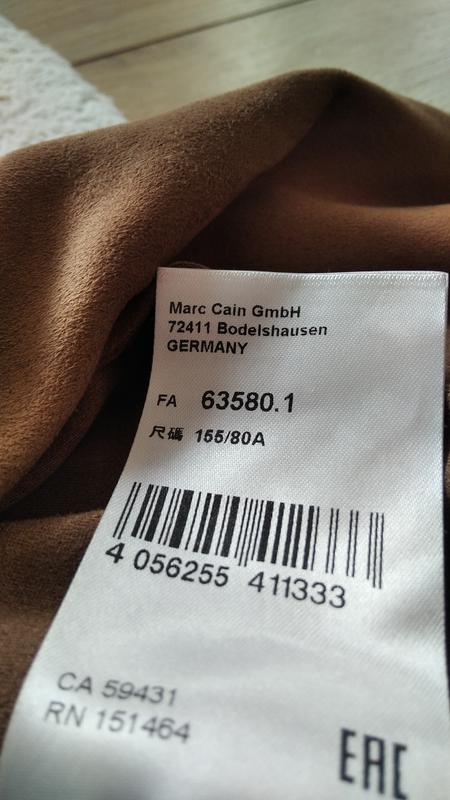 Marc Cain GmbH
72411 Bodelshausen
GERMANY
FA 63580.1
尺碼 155/80A
4 056255 411333
CA 59431
RN 151464
EAC